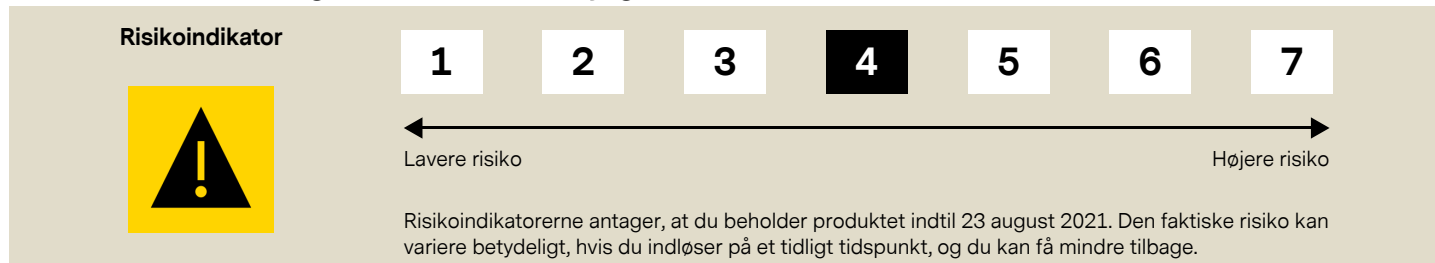 Risikoindikator
1 2 3 4 5 6 7
Lavere risiko
Højere risiko
Risikoindikatorerne antager, at du beholder produktet indtil 23 august 2021. Den faktiske risiko kan
variere betydeligt, hvis du indløser på et tidligt tidspunkt, og du kan få mindre tilbage.